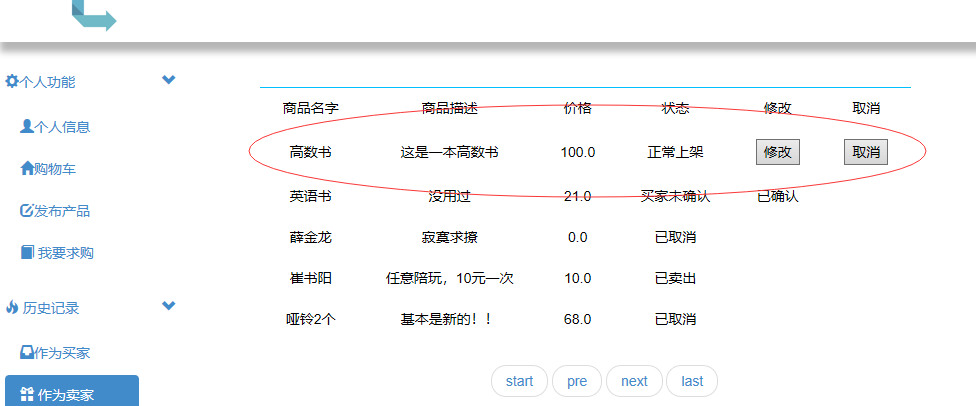 个人功能
个人信息
购物车
发布产品
我要求购
历史记录
作为买家
作为卖家
商品名字 商品描述 价格 状态 修改 取消
高数书 这是一本高数书 100.0 正常上架 修改 取消
英语书 没用过 21.0 买家未确认 已确认
薛金龙 寂寞求撩 0.0 已取消
崔书阳 任意陪玩，10元一次 10.0 已卖出
哑铃2个 基本是新的！！ 68.0 已取消
start pre next last